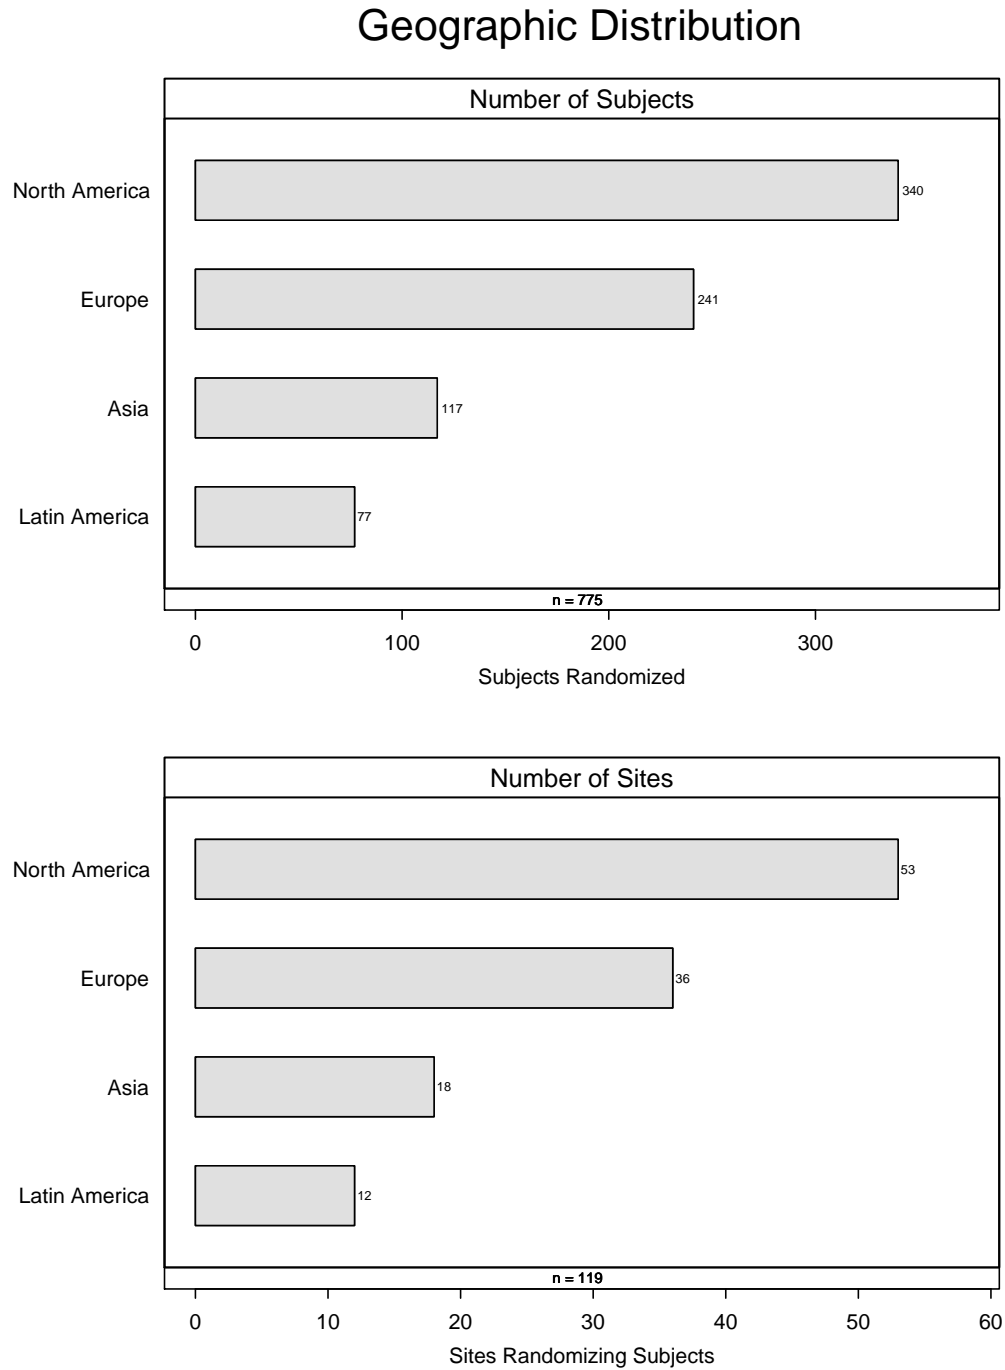 Geographic Distribution
Number of Subjects
North America 340
Europe 241
Asia 117
Latin America 77
n = 775
0 100 200 300
Subjects Randomized
Number of Sites
North America 53
Europe 36
Asia 18
Latin America 12
n = 119
0 10 20 30 40 50 60
Sites Randomizing Subjects